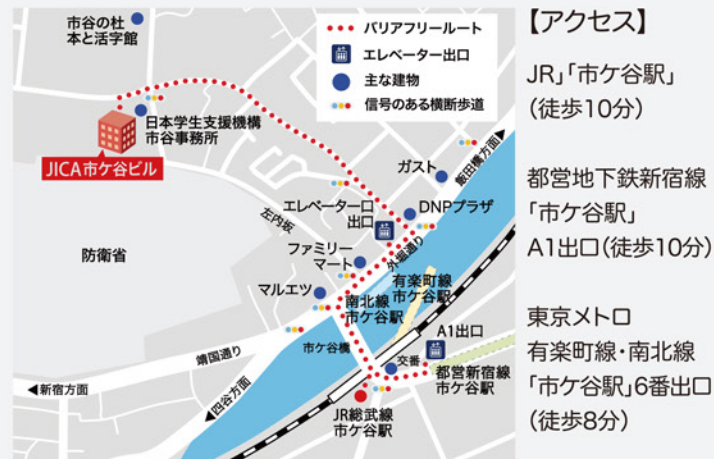 市谷の杜
本と活字館
バリアフリールート
エレベーター出口
主な建物
信号のある横断歩道
日本学生支援機構
市谷事務所
JICA市ケ谷ビル
ガスト
飯田橋方面▶
エレベーター口
出口
DNPプラザ
左内坂
外堀通り
防衛省
ファミリー
マート
マルエツ
有楽町線
市ケ谷駅
南北線
市ケ谷駅
A1出口
市ケ谷橋
交番
靖国通り
都営新宿線
市ケ谷駅
◀新宿方面
◀四谷方面
JR総武線
市ケ谷駅
【アクセス】
JR」「市ケ谷駅」
(徒歩10分)
都営地下鉄新宿線
「市ケ谷駅」
A1出口(徒歩10分)
東京メトロ
有楽町線・南北線
「市ケ谷駅」6番出口
(徒歩8分)